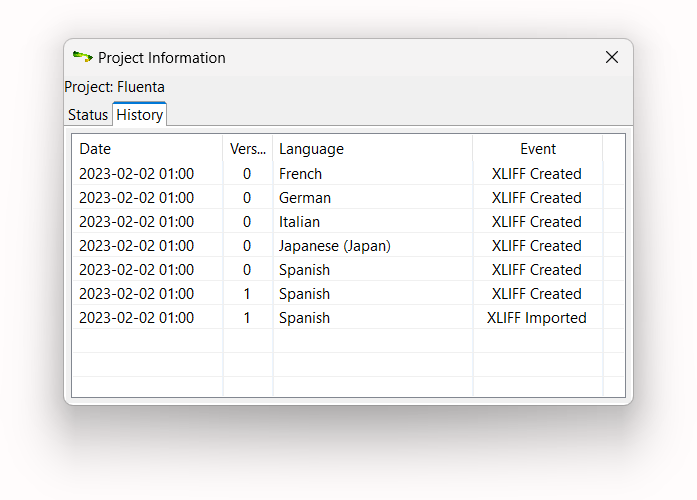 Project Information
Project: Fluenta
Status History
Date Vers... Language Event
2023-02-02 01:00 0 French XLIFF Created
2023-02-02 01:00 0 German XLIFF Created
2023-02-02 01:00 0 Italian XLIFF Created
2023-02-02 01:00 0 Japanese (Japan) XLIFF Created
2023-02-02 01:00 0 Spanish XLIFF Created
2023-02-02 01:00 1 Spanish XLIFF Created
2023-02-02 01:00 1 Spanish XLIFF Imported